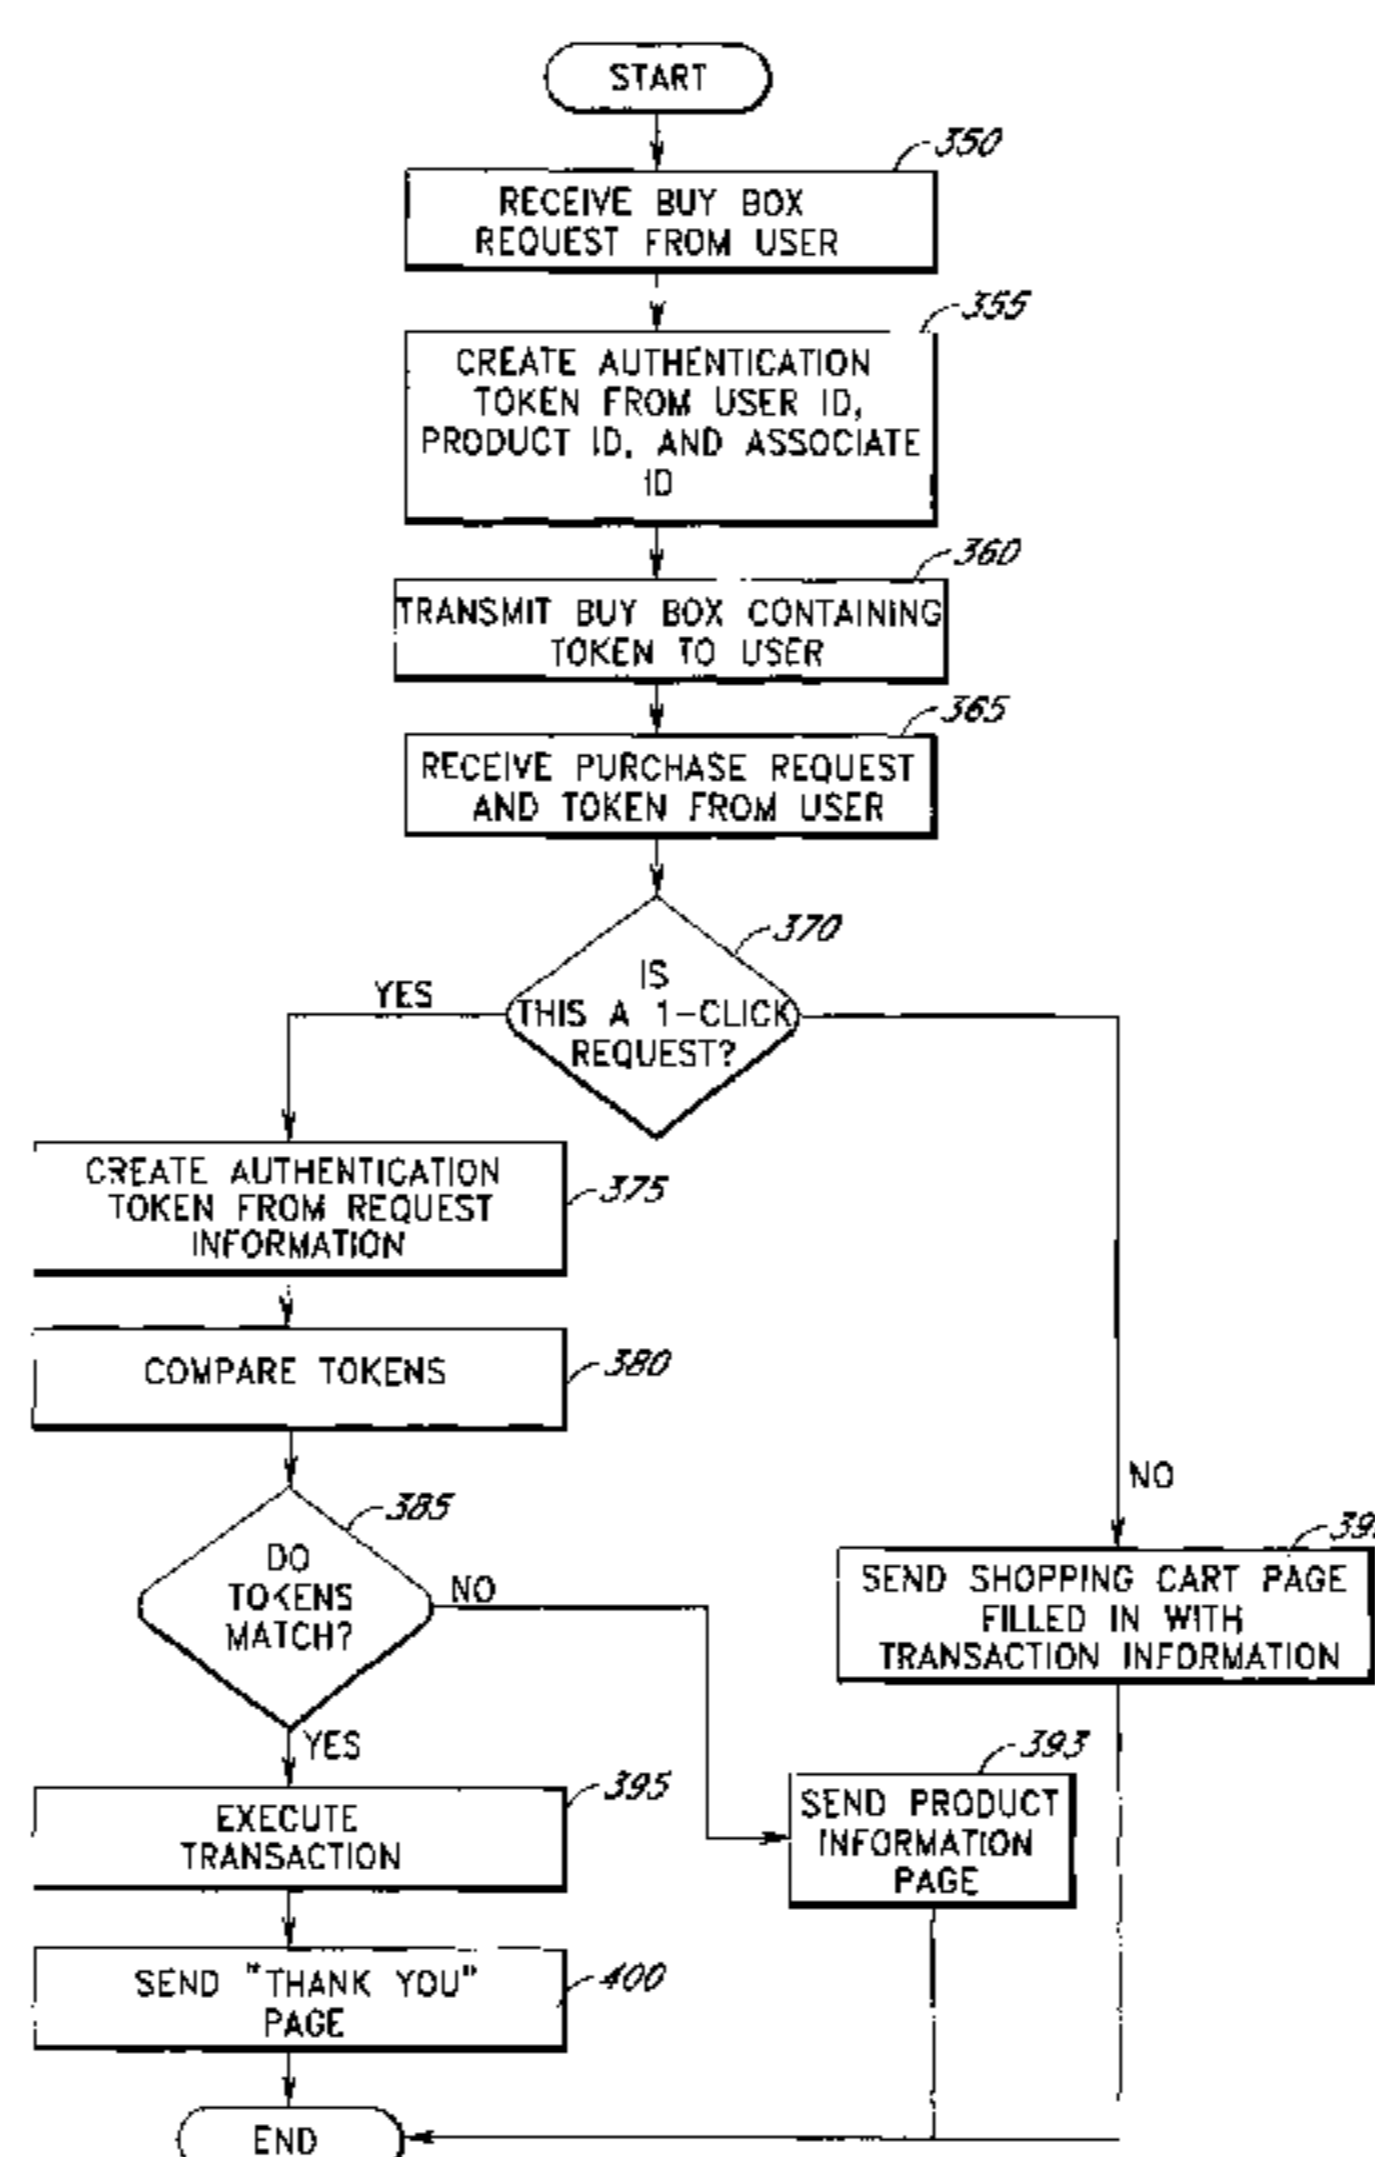 START
350
RECEIVE BUY BOX
REQUEST FROM USER
355
CREATE AUTHENTICATION
TOKEN FROM USER ID,
PRODUCT ID, AND ASSOCIATE
ID
360
TRANSMIT BUY BOX CONTAINING
TOKEN TO USER
365
RECEIVE PURCHASE REQUEST
AND TOKEN FROM USER
370
IS
THIS A 1-CLICK
REQUEST?
YES
CREATE AUTHENTICATION
TOKEN FROM REQUEST
INFORMATION
375
COMPARE TOKENS
380
385
DO
TOKENS
MATCH?
NO
YES
NO
SEND SHOPPING CART PAGE
FILLED IN WITH
TRANSACTION INFORMATION
393
SEND PRODUCT
INFORMATION
PAGE
EXECUTE
TRANSACTION
395
SEND "THANK YOU"
PAGE
400
END